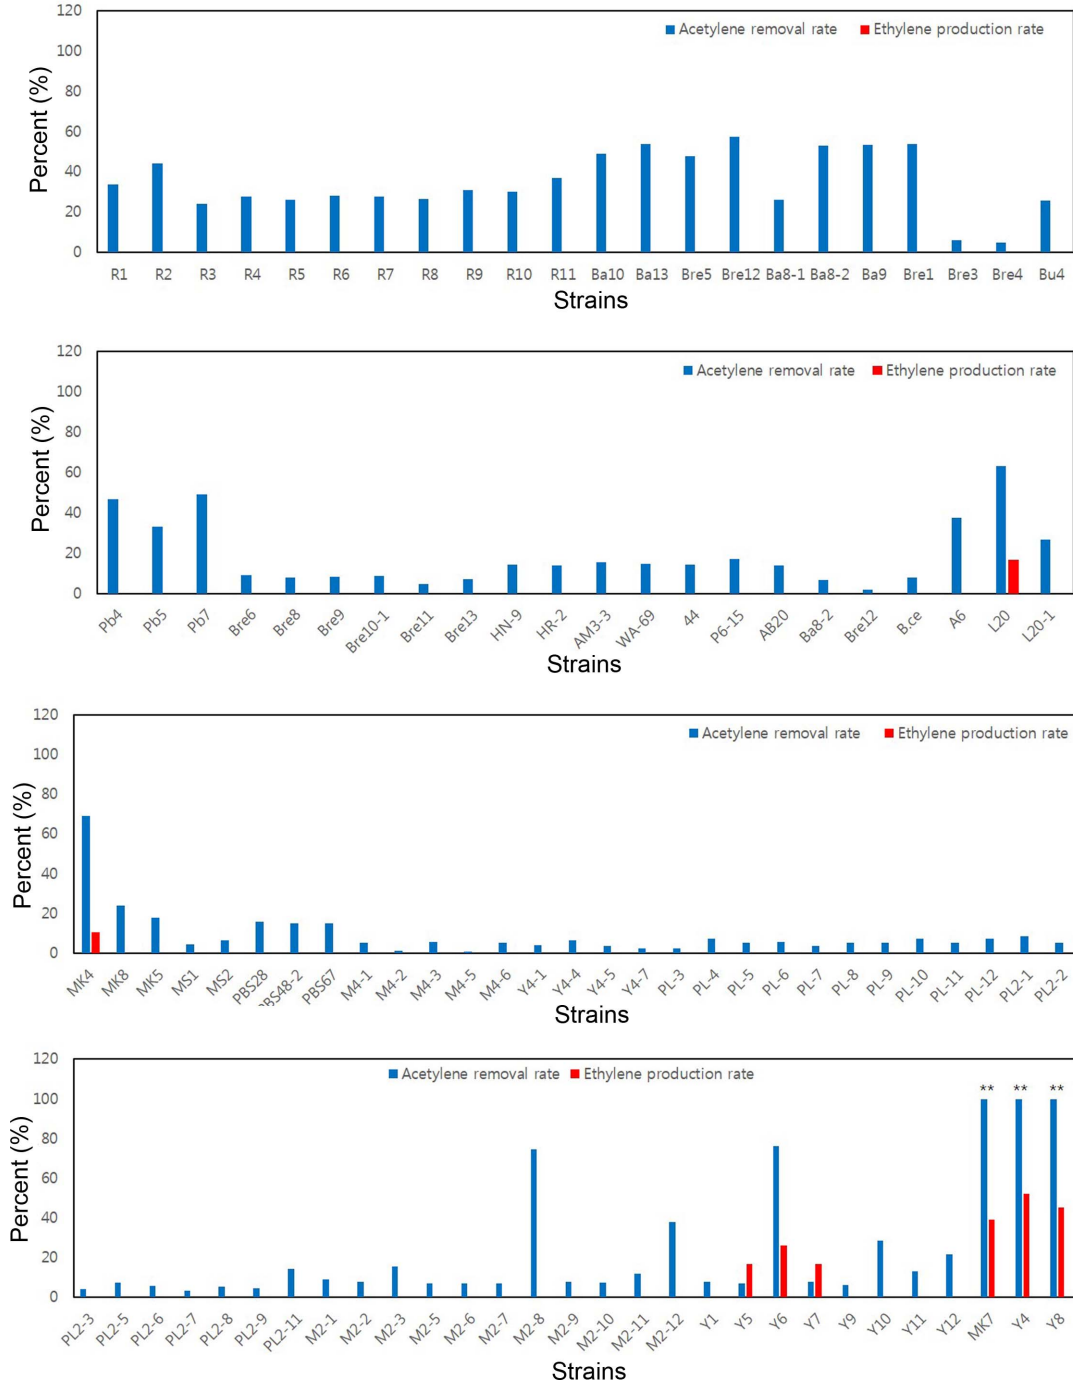 120
100
80
60
40
20
0
Percent (%)
Acetylene removal rate Ethylene production rate
R1 R2 R3 R4 R5 R6 R7 R8 R9 R10 R11 Ba10 Ba13 Bre5 Bre12 Ba8-1 Ba8-2 Ba9 Bre1 Bre3 Bre4 Bu4
Strains
120
100
80
60
40
20
0
Percent (%)
Acetylene removal rate Ethylene production rate
Pb4 Pb5 Pb7 Bre6 Bre8 Bre9 Bre10-1 Bre11 Bre13 HN-9 HR-2 AM3-3 WA-69 44 P6-15 AB20 Ba8-2 Bre12 B.ce A6 L20 L20-1
Strains
120
100
80
60
40
20
0
Percent (%)
Acetylene removal rate Ethylene production rate
MK4 MK8 MK5 MS1 MS2 PBS28 PBS48-2 PBS67 M4-1 M4-2 M4-3 M4-5 M4-6 Y4-1 Y4-4 Y4-5 Y4-7 PL-3 PL-4 PL-5 PL-6 PL-7 PL-8 PL-9 PL-10 PL-11 PL-12 PL2-1 PL2-2
Strains
120
100
80
60
40
20
0
Percent (%)
Acetylene removal rate Ethylene production rate
** ** **
PL2-3 PL2-5 PL2-6 PL2-7 PL2-8 PL2-9 PL2-11 M2-1 M2-2 M2-3 M2-5 M2-6 M2-7 M2-8 M2-9 M2-10 M2-11 M2-12 Y1 Y5 Y6 Y7 Y9 Y10 Y11 Y12 MK7 Y4 Y8
Strains